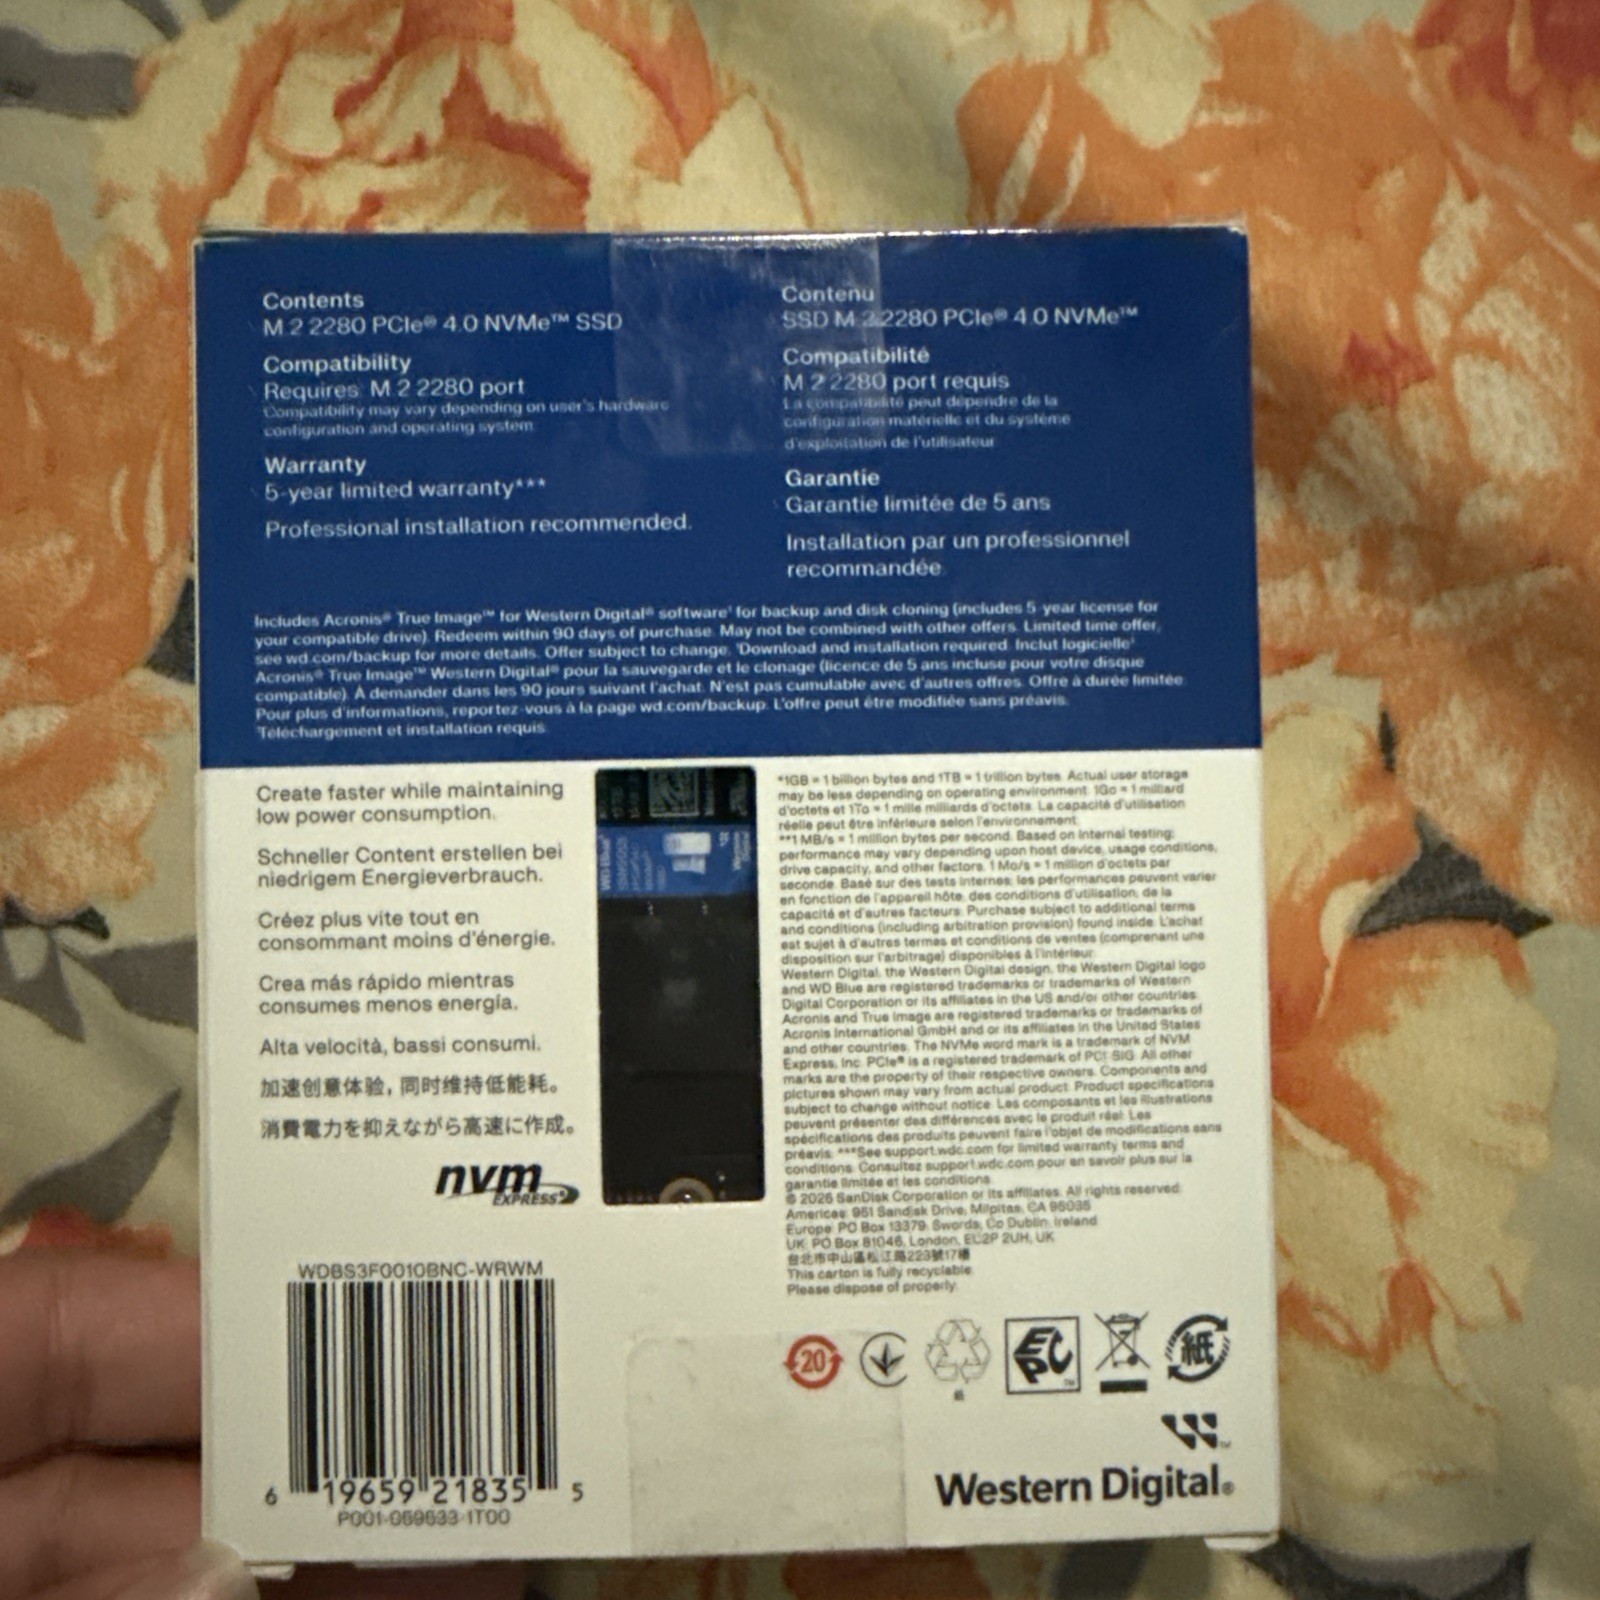 Contents
M.2 2280 PCIe® 4.0 NVMe™ SSD
Compatibility
Requires: M.2 2280 port
Compatibility may vary depending on user's hardware
configuration and operating system.
Warranty
5-year limited warranty***
Professional installation recommended.
Contenu
SSD M.2 2280 PCIe® 4.0 NVMe™
Compatibilité
M.2 2280 port requis
La compatibilité peut dépendre de la
configuration matérielle et du système
d'exploitation de l'utilisateur
Garantie
Garantie limitée de 5 ans
Installation par un professionnel
recommandée
Includes Acronis® True Image™ for Western Digital® software¹ for backup and disk cloning (includes 5-year license for
your compatible drive). Redeem within 90 days of purchase. May not be combined with other offers. Limited time offer,
see wd.com/backup for more details. Offer subject to change. ¹Download and installation required. Inclut logicielle¹
Acronis® True Image™ Western Digital® pour la sauvegarde et le clonage (licence de 5 ans incluse pour votre disque
compatible). À demander dans les 90 jours suivant l'achat. N'est pas cumulable avec d'autres offres. Offre à durée limitée.
Pour plus d'informations, reportez-vous à la page wd.com/backup. L'offre peut être modifiée sans préavis.
¹Téléchargement et installation requis.
Create faster while maintaining
low power consumption.
Schneller Content erstellen bei
niedrigem Energieverbrauch.
Créez plus vite tout en
consommant moins d'énergie.
Crea más rápido mientras
consumes menos energía.
Alta velocità, bassi consumi.
加速创意体验，同时维持低能耗。
消費電力を抑えながら高速に作成。
nvm
EXPRESS®
WD Blue
Western
Digital
*1GB = 1 billion bytes and 1TB = 1 trillion bytes. Actual user storage
may be less depending on operating environment. 1Go = 1 milliard
d'octets et 1To = 1 mille milliards d'octets. La capacité d'utilisation
réelle peut être inférieure selon l'environnement.
**1 MB/s = 1 million bytes per second. Based on internal testing;
performance may vary depending upon host device, usage conditions,
drive capacity, and other factors. 1 Mo/s = 1 million d'octets par
seconde. Basé sur des tests internes; les performances peuvent varier
en fonction de l'appareil hôte, des conditions d'utilisation, de la
capacité et d'autres facteurs. Purchase subject to additional terms
and conditions (including arbitration provision) found inside. L'achat
est sujet à d'autres termes et conditions de ventes (comprenant une
disposition sur l'arbitrage) disponibles à l'intérieur.
Western Digital, the Western Digital design, the Western Digital logo
and WD Blue are registered trademarks or trademarks of Western
Digital Corporation or its affiliates in the US and/or other countries.
Acronis and True Image are registered trademarks or trademarks of
Acronis International GmbH and or its affiliates in the United States
and other countries. The NVMe word mark is a trademark of NVM
Express, Inc. PCIe® is a registered trademark of PCI-SIG. All other
marks are the property of their respective owners. Components and
pictures shown may vary from actual product. Product specifications
subject to change without notice. Les composants et les illustrations
peuvent présenter des différences avec le produit réel. Les
spécifications des produits peuvent faire l'objet de modifications sans
préavis. ***See support.wdc.com for limited warranty terms and
conditions. Consultez support.wdc.com pour en savoir plus sur la
garantie limitée et les conditions.
© 2025 SanDisk Corporation or its affiliates. All rights reserved.
Americas: 951 Sandisk Drive, Milpitas, CA 95035
Europe: PO Box 13379, Swords, Co Dublin, Ireland
UK: PO Box 81046, London, EC2P 2UH, UK
台北市中山區松江路223號17樓
This carton is fully recyclable.
Please dispose of properly.
WDBS3F0010BNC-WRWM
6 19659 21835 5
P001-069633-1T00
20
EPC™
紙
Western Digital®